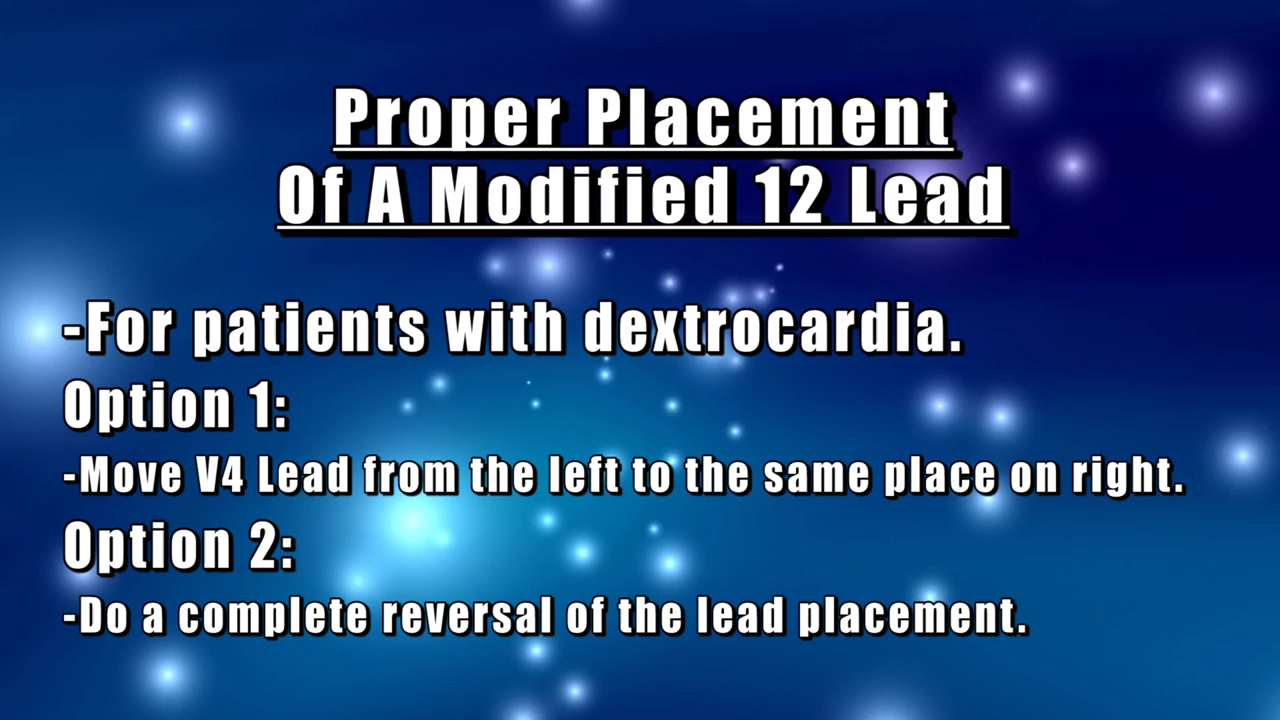 Proper Placement
Of A Modified 12 Lead
-For patients with dextrocardia.
Option 1:
-Move V4 Lead from the left to the same place on right.
Option 2:
-Do a complete reversal of the lead placement.